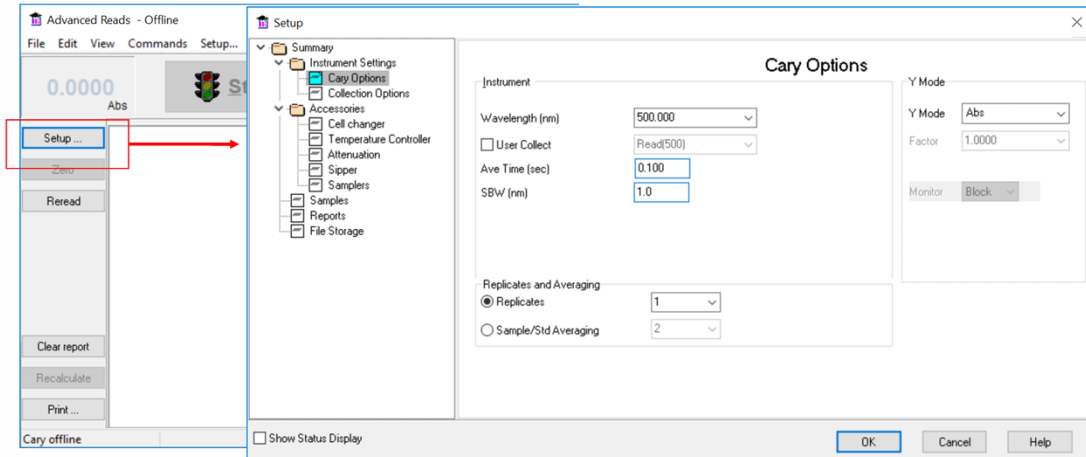 Advanced Reads - Offline
File Edit View Commands Setup...
0.0000
Abs
Setup ...
Zero
Reread
Clear report
Recalculate
Print ...
Cary offline
Setup
Summary
Instrument Settings
Cary Options
Collection Options
Accessories
Cell changer
Temperature Controller
Attenuation
Sipper
Samplers
Samples
Reports
File Storage
Cary Options
Instrument
Wavelength (nm) 500.000
User Collect Read(500)
Ave Time (sec) 0.100
SBW (nm) 1.0
Y Mode
Y Mode Abs
Factor 1.0000
Monitor Block
Replicates and Averaging
Replicates 1
Sample/Std Averaging 2
Show Status Display
OK Cancel Help